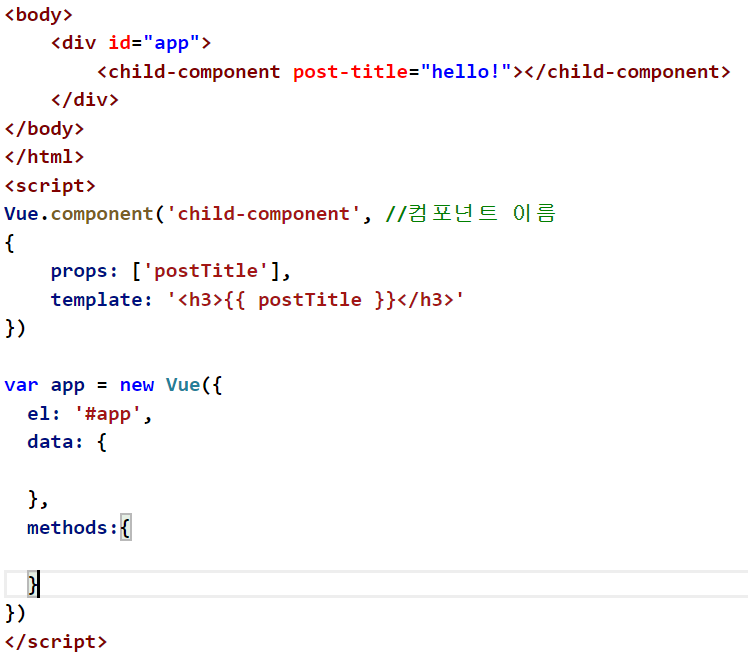 <body>
    <div id="app">
        <child-component post-title="hello!"></child-component>
    </div>
</body>
</html>
<script>
Vue.component('child-component', //컴포넌트 이름
{
    props: ['postTitle'],
    template: '<h3>{{ postTitle }}</h3>'
})

var app = new Vue({
  el: '#app',
  data: {

  },
  methods:{

  }
})
</script>